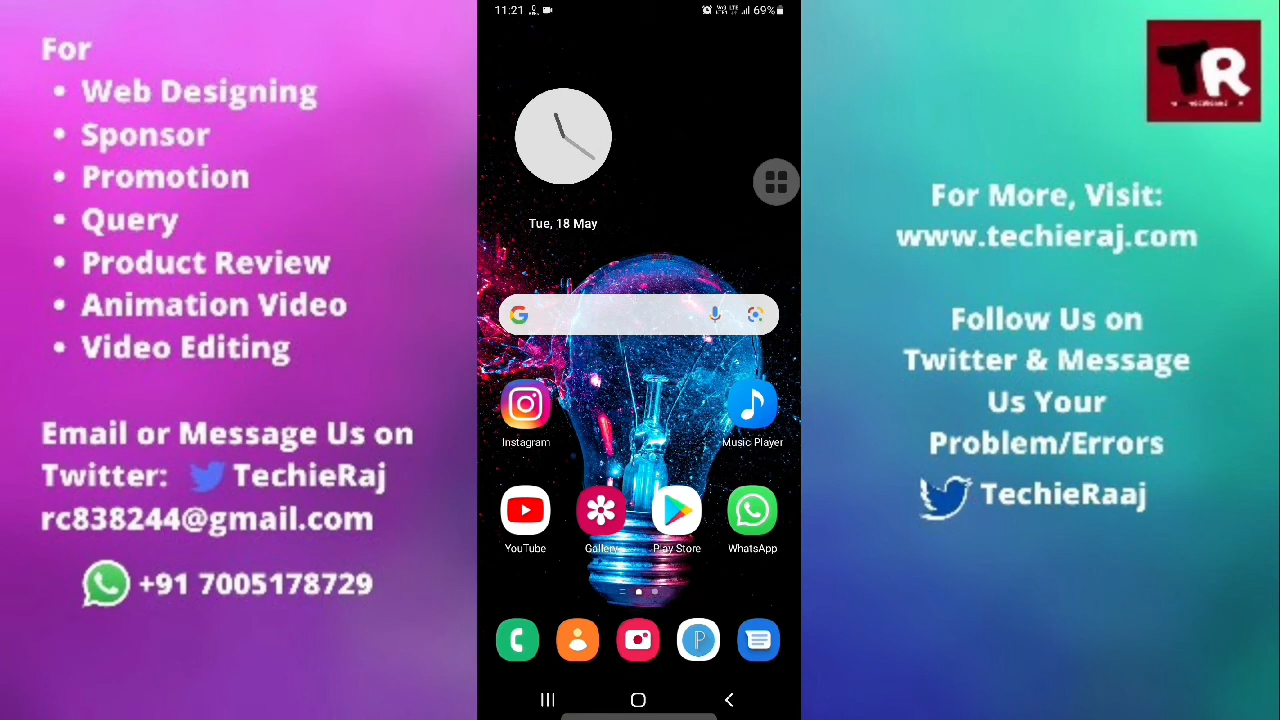 For
• Web Designing
• Sponsor
• Promotion
• Query
• Product Review
• Animation Video
• Video Editing
Email or Message Us on
Twitter: TechieRaj
rc838244@gmail.com
+91 7005178729
11:21
69%
Tue, 18 May
Instagram
Music Player
YouTube
Gallery
Play Store
WhatsApp
TR
For More, Visit:
www.techieraj.com
Follow Us on
Twitter & Message
Us Your
Problem/Errors
TechieRaaj